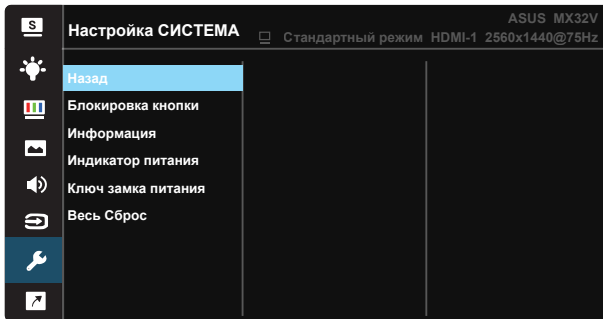 S
Настройка СИСТЕМА
ASUS MX32V
Стандартный режим HDMI-1 2560x1440@75Hz
Назад
Блокировка кнопки
Информация
Индикатор питания
Ключ замка питания
Весь Сброс